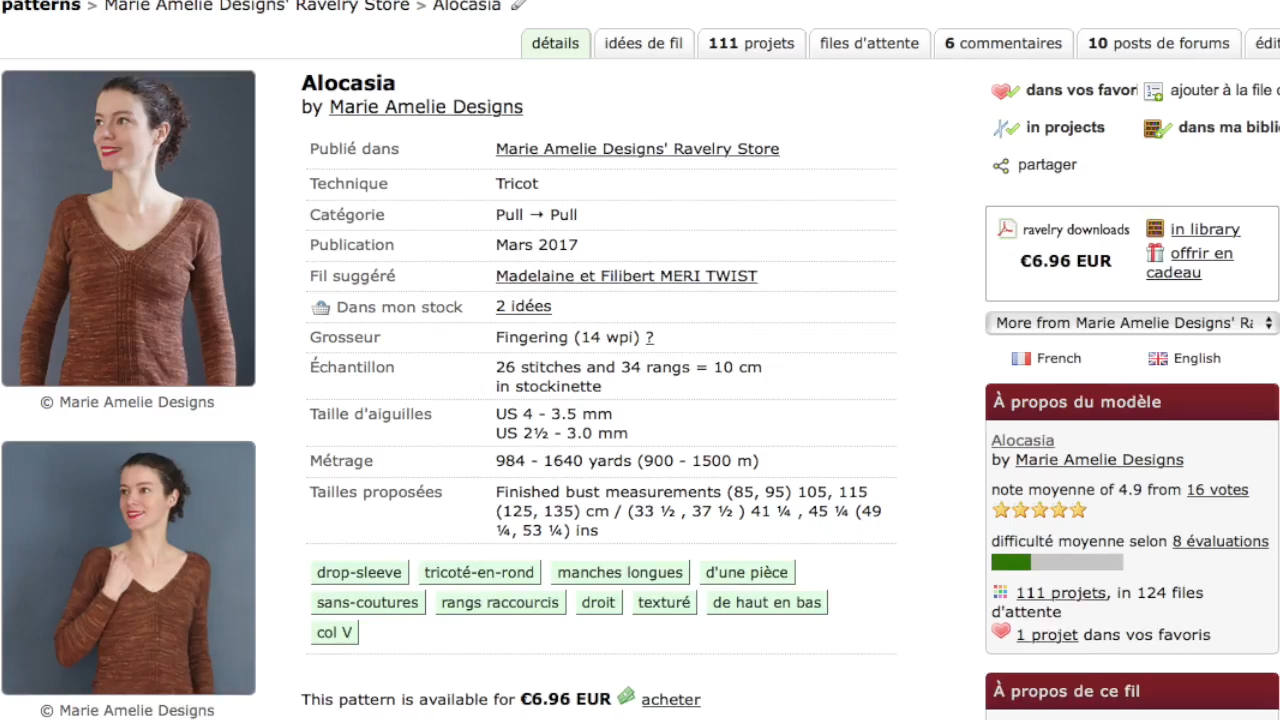 patterns > Marie Amelie Designs' Ravelry Store > Alocasia
détails
idées de fil
111 projets
files d'attente
6 commentaires
10 posts de forums
Alocasia
by Marie Amelie Designs
Publié dans Marie Amelie Designs' Ravelry Store
Technique Tricot
Catégorie Pull → Pull
Publication Mars 2017
Fil suggéré Madelaine et Filibert MERI TWIST
Dans mon stock 2 idées
Grosseur Fingering (14 wpi) ?
Échantillon 26 stitches and 34 rangs = 10 cm
in stockinette
Taille d'aiguilles US 4 - 3.5 mm
US 2½ - 3.0 mm
Métrage 984 - 1640 yards (900 - 1500 m)
Tailles proposées Finished bust measurements (85, 95) 105, 115
(125, 135) cm / (33 ½ , 37 ½ ) 41 ¼ , 45 ¼ (49
¼, 53 ¼) ins
drop-sleeve tricoté-en-rond manches longues d'une pièce
sans-coutures rangs raccourcis droit texturé de haut en bas
col V
This pattern is available for €6.96 EUR acheter
© Marie Amelie Designs
© Marie Amelie Designs
dans vos favor ajouter à la file
in projects dans ma bibli
partager
ravelry downloads
€6.96 EUR
in library
offrir en
cadeau
More from Marie Amelie Designs' Ra
French English
À propos du modèle
Alocasia
by Marie Amelie Designs
note moyenne of 4.9 from 16 votes
difficulté moyenne selon 8 évaluations
111 projets, in 124 files
d'attente
1 projet dans vos favoris
À propos de ce fil